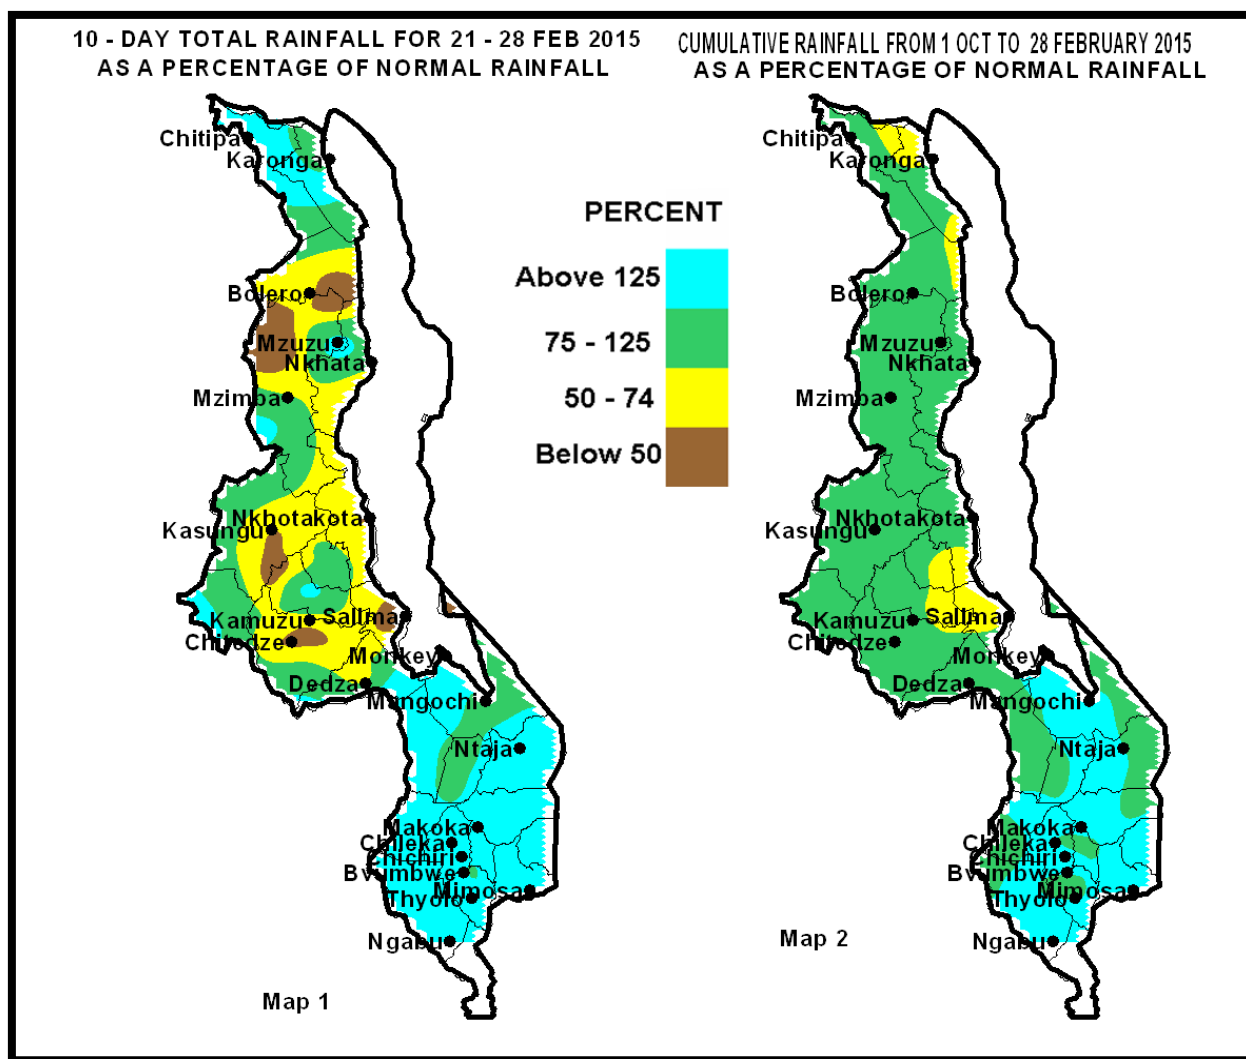 10 - DAY TOTAL RAINFALL FOR 21 - 28 FEB 2015
AS A PERCENTAGE OF NORMAL RAINFALL
CUMULATIVE RAINFALL FROM 1 OCT TO 28 FEBRUARY 2015
AS A PERCENTAGE OF NORMAL RAINFALL
Chitipa
Karonga
Bolero
Mzuzu
Nkhata
Mzimba
Nkhotakota
Kasungu
Kamuzu
Salima
Chitedze
Monkey
Dedza
Mangochi
Ntaja
Makoka
Chileka
Chichiri
Bvumbwe
Mimosa
Thyolo
Ngabu
Map 1
PERCENT
Above 125
75 - 125
50 - 74
Below 50
Chitipa
Karonga
Bolero
Mzuzu
Nkhata
Mzimba
Nkhotakota
Kasungu
Kamuzu
Salima
Chitedze
Monkey
Dedza
Mangochi
Ntaja
Makoka
Chileka
Chichiri
Bvumbwe
Mimosa
Thyolo
Ngabu
Map 2